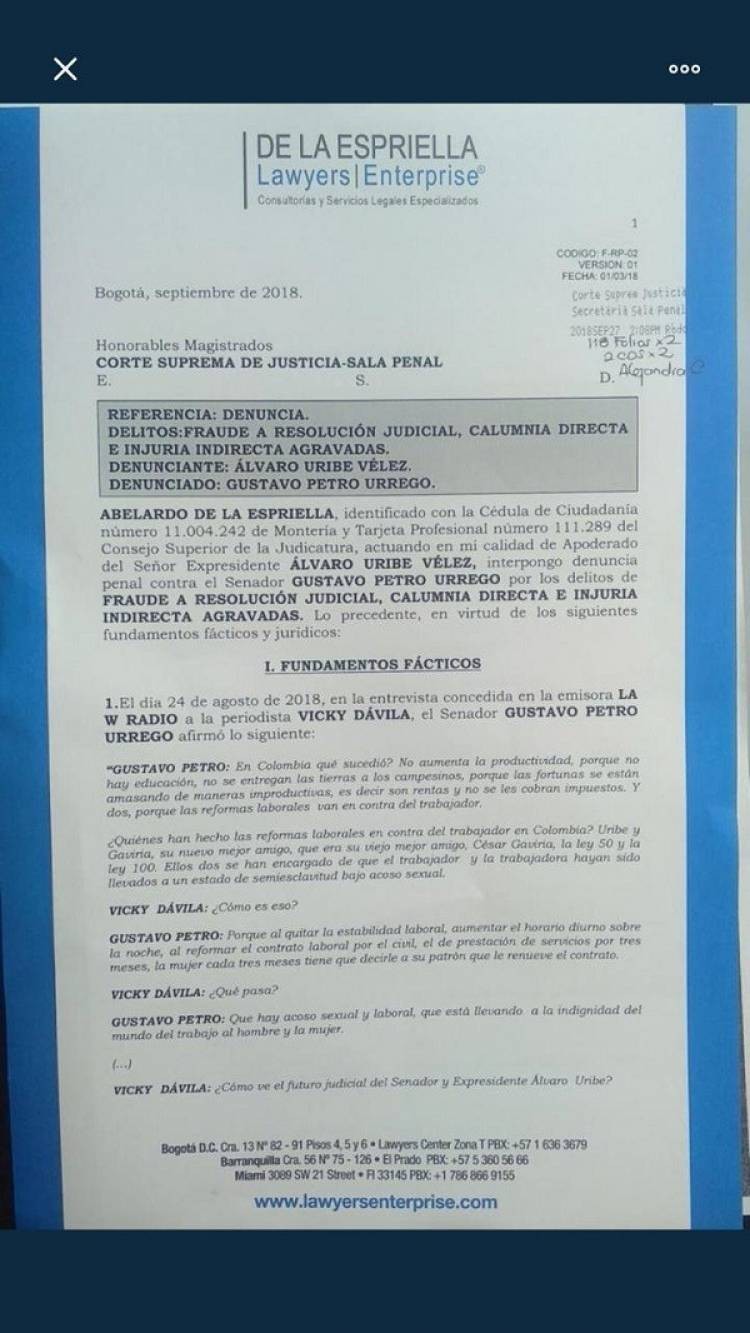 DE LA ESPRIELLA
Lawyers|Enterprise®
Consultorías y Servicios Legales Especializados
1
CODIGO: F-RP-02
VERSION: 01
FECHA: 01/03/18
Corte Suprem Justicia
Secretaria Sala Penal
2018SEP27 2:08PM Rbdo
118 Folios x2
2 CDS x2
Alejandra C
Bogotá, septiembre de 2018.
Honorables Magistrados
CORTE SUPREMA DE JUSTICIA-SALA PENAL
E. S. D.
REFERENCIA: DENUNCIA.
DELITOS:FRAUDE A RESOLUCIÓN JUDICIAL, CALUMNIA DIRECTA
E INJURIA INDIRECTA AGRAVADAS.
DENUNCIANTE: ÁLVARO URIBE VÉLEZ.
DENUNCIADO: GUSTAVO PETRO URREGO.
ABELARDO DE LA ESPRIELLA, identificado con la Cédula de Ciudadanía
número 11.004.242 de Montería y Tarjeta Profesional número 111.289 del
Consejo Superior de la Judicatura, actuando en mi calidad de Apoderado
del Señor Expresidente ÁLVARO URIBE VÉLEZ, interpongo denuncia
penal contra el Senador GUSTAVO PETRO URREGO por los delitos de
FRAUDE A RESOLUCIÓN JUDICIAL, CALUMNIA DIRECTA E INJURIA
INDIRECTA AGRAVADAS. Lo precedente, en virtud de los siguientes
fundamentos fácticos y jurídicos:
I. FUNDAMENTOS FÁCTICOS
1.El día 24 de agosto de 2018, en la entrevista concedida en la emisora LA
W RADIO a la periodista VICKY DÁVILA, el Senador GUSTAVO PETRO
URREGO afirmó lo siguiente:
"GUSTAVO PETRO: En Colombia qué sucedió? No aumenta la productividad, porque no
hay educación, no se entregan las tierras a los campesinos, porque las fortunas se están
amasando de maneras improductivas, es decir son rentas y no se les cobran impuestos. Y
dos, porque las reformas laborales van en contra del trabajador.
¿Quiénes han hecho las reformas laborales en contra del trabajador en Colombia? Uribe y
Gaviria, su nuevo mejor amigo, que era su viejo mejor amigo, César Gaviria, la ley 50 y la
ley 100. Ellos dos se han encargado de que el trabajador y la trabajadora hayan sido
llevados a un estado de semiesclavitud bajo acoso sexual.
VICKY DÁVILA: ¿Cómo es eso?
GUSTAVO PETRO: Porque al quitar la estabilidad laboral, aumentar el horario diurno sobre
la noche, al reformar el contrato laboral por el civil, el de prestación de servicios por tres
meses, la mujer cada tres meses tiene que decirle a su patrón que le renueve el contrato.
VICKY DÁVILA: ¿Qué pasa?
GUSTAVO PETRO: Que hay acoso sexual y laboral, que está llevando a la indignidad del
mundo del trabajo al hombre y la mujer.
(...)
VICKY DÁVILA: ¿Cómo ve el futuro judicial del Senador y Expresidente Álvaro Uribe?
Bogotá D.C. Cra. 13 Nº 82 - 91 Pisos 4, 5 y 6 • Lawyers Center Zona T PBX: +57 1 636 3679
Barranquilla Cra. 56 Nº 75 - 126 • El Prado PBX: +57 5 360 56 66
Miami 3089 SW 21 Street • Fl 33145 PBX: +1 786 866 9155
www.lawyersenterprise.com